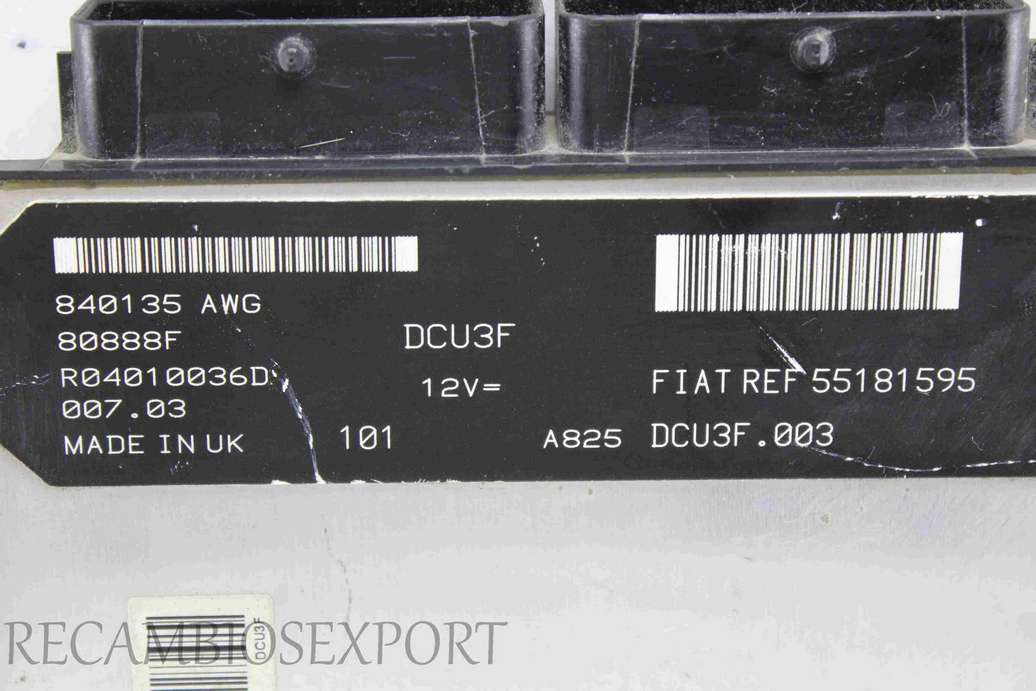 840135 AWG
80888F
R04010036D
007.03
MADE IN UK
101
DCU3F
12V=
FIAT REF 55181595
A825 DCU3F.003
DCU3F
RECAMBIOSEXPORT